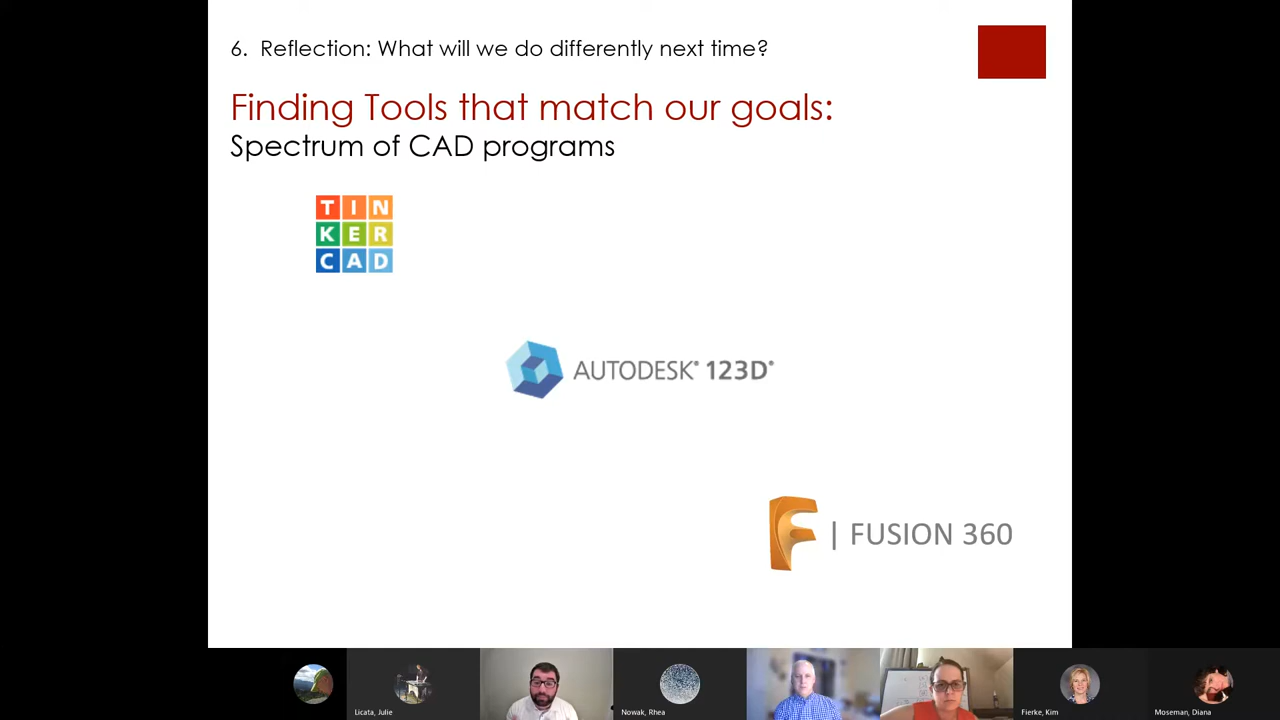 6. Reflection: What will we do differently next time?
Finding Tools that match our goals:
Spectrum of CAD programs
TIN
KER
CAD
AUTODESK® 123D®
F | FUSION 360
Licata, Julie
Nowak, Rhea
Fierke, Kim
Moseman, Diana